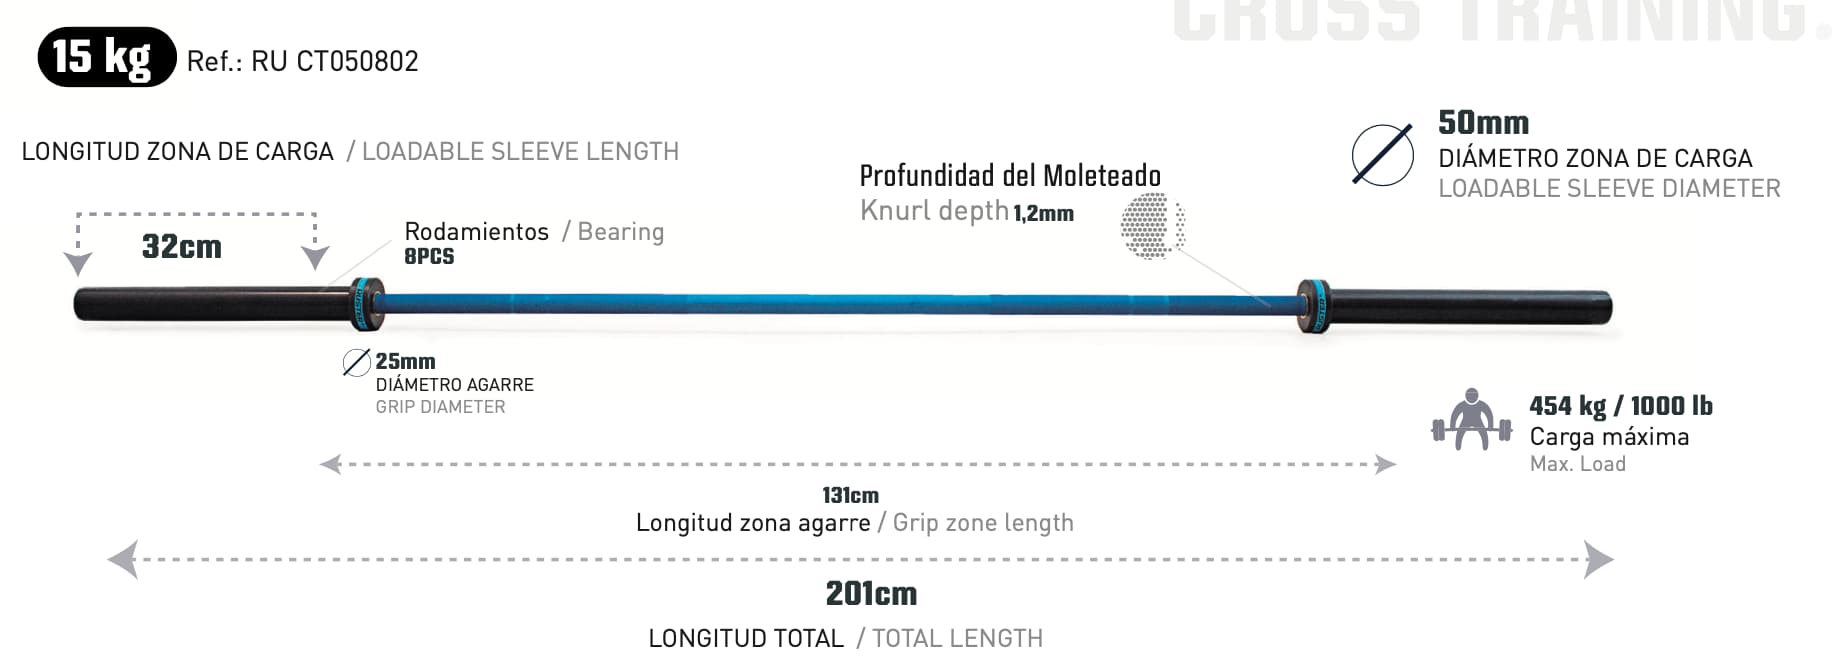 CROSS TRAINING.
15 kg Ref.: RU CT050802
50mm
DIÁMETRO ZONA DE CARGA
LOADABLE SLEEVE DIAMETER
LONGITUD ZONA DE CARGA / LOADABLE SLEEVE LENGTH
Profundidad del Moleteado
Knurl depth 1,2mm
32cm
Rodamientos / Bearing
8PCS
25mm
DIÁMETRO AGARRE
GRIP DIAMETER
454 kg / 1000 lb
Carga máxima
Max. Load
131cm
Longitud zona agarre / Grip zone length
201cm
LONGITUD TOTAL / TOTAL LENGTH